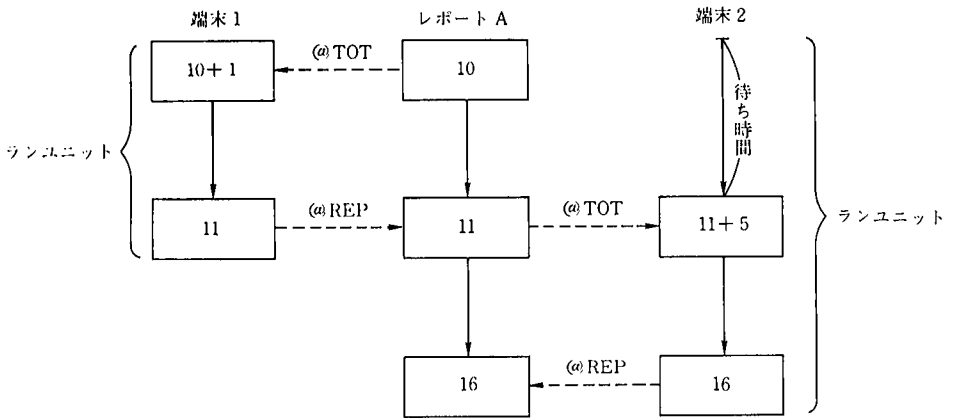 端末1
レポートA
端末2
10+1
@TOT
10
待ち時間
ランユニット
ランユニット
11
@REP
11
@TOT
11+5
16
@REP
16